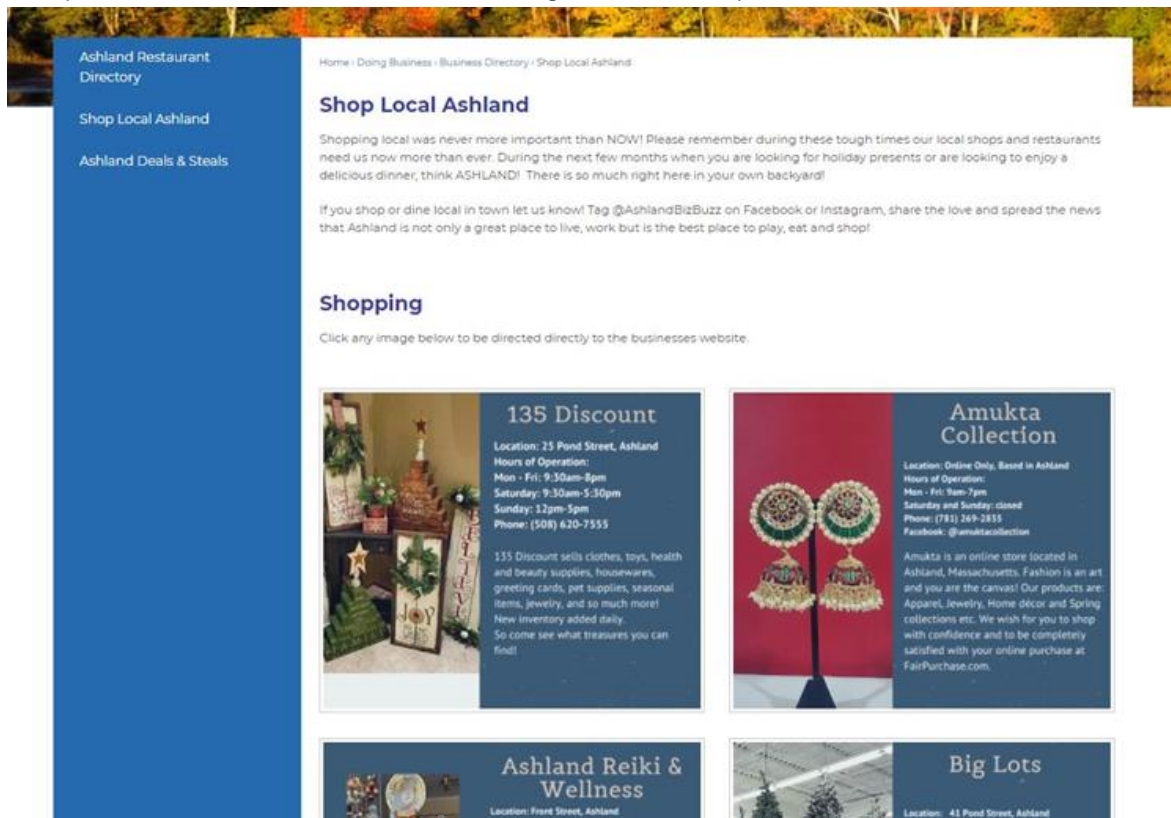 Ashland Restaurant
Directory
Shop Local Ashland
Ashland Deals & Steals
Home › Doing Business › Business Directory › Shop Local Ashland
Shop Local Ashland
Shopping local was never more important than NOW! Please remember during these tough times our local shops and restaurants
need us now more than ever. During the next few months when you are looking for holiday presents or are looking to enjoy a
delicious dinner, think ASHLAND! There is so much right here in your own backyard!
If you shop or dine local in town let us know! Tag @AshlandBizBuzz on Facebook or Instagram, share the love and spread the news
that Ashland is not only a great place to live, work but is the best place to play, eat and shop!
Shopping
Click any image below to be directed directly to the businesses website.
135 Discount
Location: 25 Pond Street, Ashland
Hours of Operation:
Mon - Fri: 9:30am-8pm
Saturday: 9:30am-5:30pm
Sunday: 12pm-5pm
Phone: (508) 620-7555
135 Discount sells clothes, toys, health
and beauty supplies, housewares,
greeting cards, pet supplies, seasonal
items, jewelry, and so much more!
New inventory added daily.
So come see what treasures you can
find!
JOY
Amukta
Collection
Location: Online Only, Based in Ashland
Hours of Operation:
Mon - Fri: 9am-7pm
Saturday and Sunday: closed
Phone: (781) 269-2855
Facebook: @amuktacollection
Amukta is an online store located in
Ashland, Massachusetts. Fashion is an art
and you are the canvas! Our products are:
Apparel, Jewelry, Home décor and Spring
collections etc. We wish for you to shop
with confidence and to be completely
satisfied with your online purchase at
FairPurchase.com.
Ashland Reiki &
Wellness
Location: Front Street, Ashland
Big Lots
Location: 41 Pond Street, Ashland